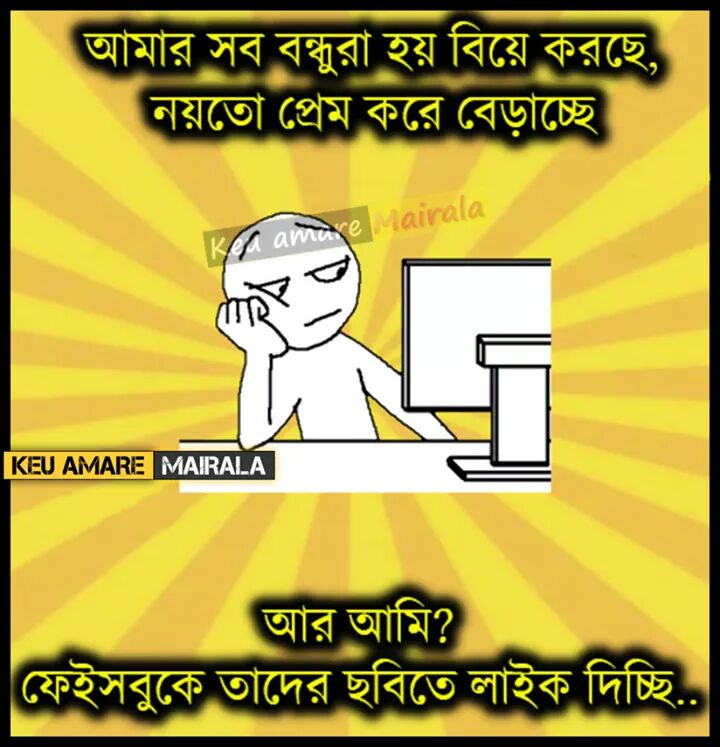 আমার সব বন্ধুরা হয় বিয়ে করছে,
নয়তো প্রেম করে বেড়াচ্ছে
Keu amare Mairala
KEU AMARE MAIRALA
আর আমি?
ফেইসবুকে তাদের ছবিতে লাইক দিচ্ছি..